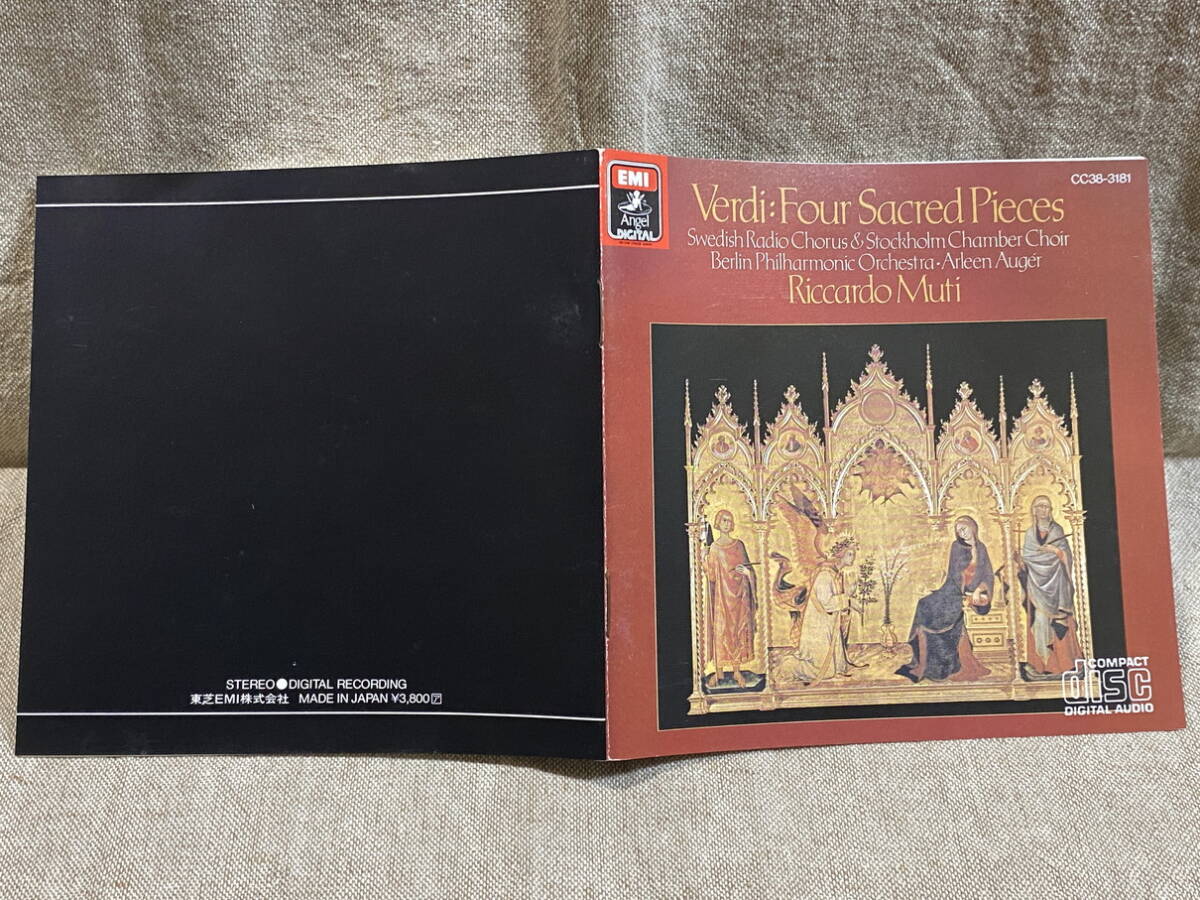 STEREO●DIGITAL RECORDING
東芝EMI株式会社 MADE IN JAPAN ¥3,800
EMI
Angel
DIGITAL
CC38-3181
Verdi: Four Sacred Pieces
Swedish Radio Chorus & Stockholm Chamber Choir
Berlin Philharmonic Orchestra・Arleen Augér
Riccardo Muti
COMPACT
disc
DIGITAL AUDIO